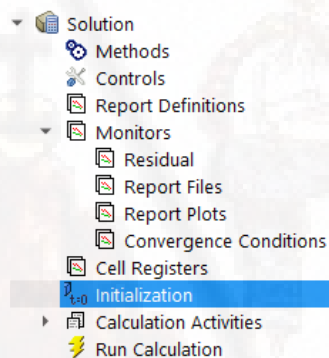 Solution
Methods
Controls
Report Definitions
Monitors
Residual
Report Files
Report Plots
Convergence Conditions
Cell Registers
t=0 Initialization
Calculation Activities
Run Calculation